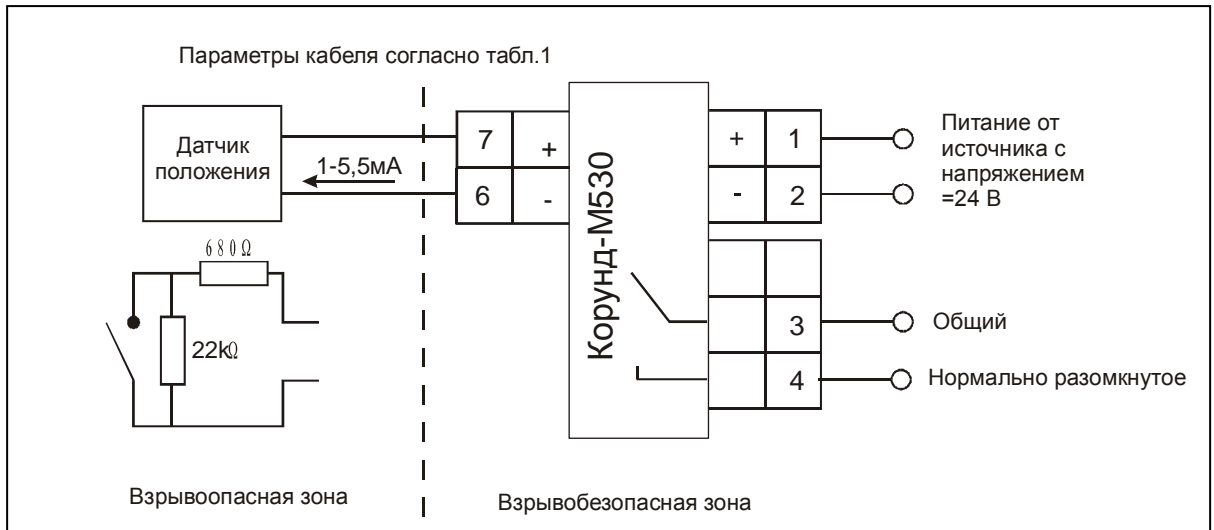 Параметры кабеля согласно табл.1
Датчик
положения
1-5,5мА
7
+
6
-
Корунд-М530
+
1
-
2
Питание от
источника с
напряжением
=24 В
680Ω
22kΩ
3
Общий
4
Нормально разомкнутое
Взрывоопасная зона
Взрывобезопасная зона